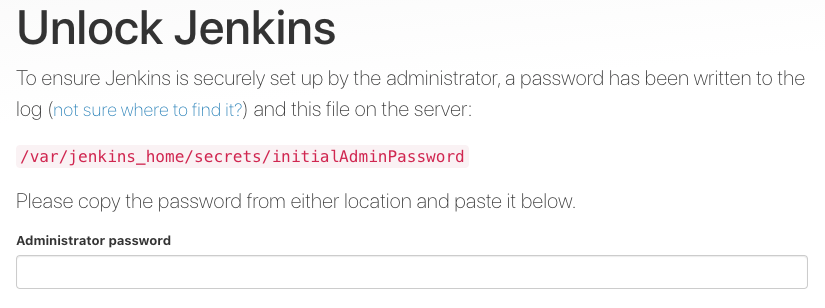 Unlock Jenkins
To ensure Jenkins is securely set up by the administrator, a password has been written to the
log (not sure where to find it?) and this file on the server:
/var/jenkins_home/secrets/initialAdminPassword
Please copy the password from either location and paste it below.
Administrator password